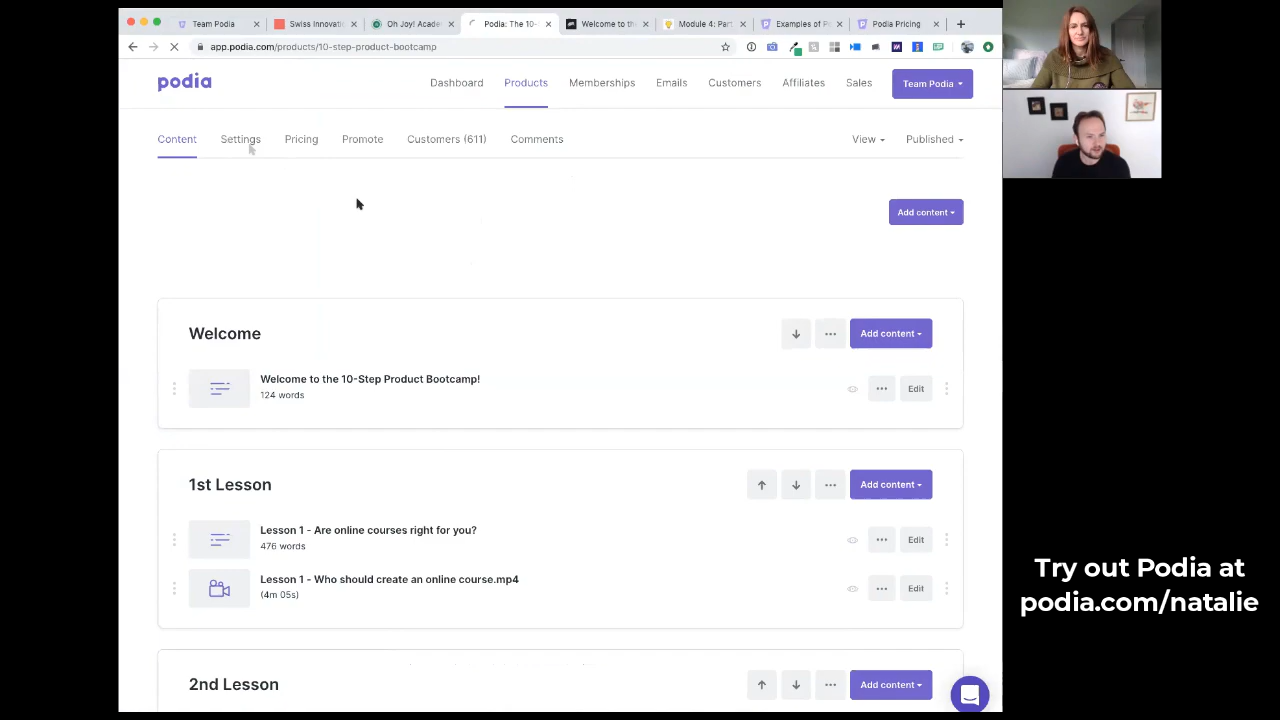 Team Podia
Swiss Innovati
Oh Joy! Acade
Podia: The 10-
Welcome to th
Module 4: Part
Examples of P
Podia Pricing
app.podia.com/products/10-step-product-bootcamp
podia
Dashboard
Products
Memberships
Emails
Customers
Affiliates
Sales
Team Podia
Content
Settings
Pricing
Promote
Customers (611)
Comments
View
Published
Add content
Welcome
Add content
Welcome to the 10-Step Product Bootcamp!
124 words
Edit
1st Lesson
Add content
Lesson 1 - Are online courses right for you?
476 words
Edit
Lesson 1 - Who should create an online course.mp4
(4m 05s)
Edit
2nd Lesson
Add content
Try out Podia at
podia.com/natalie